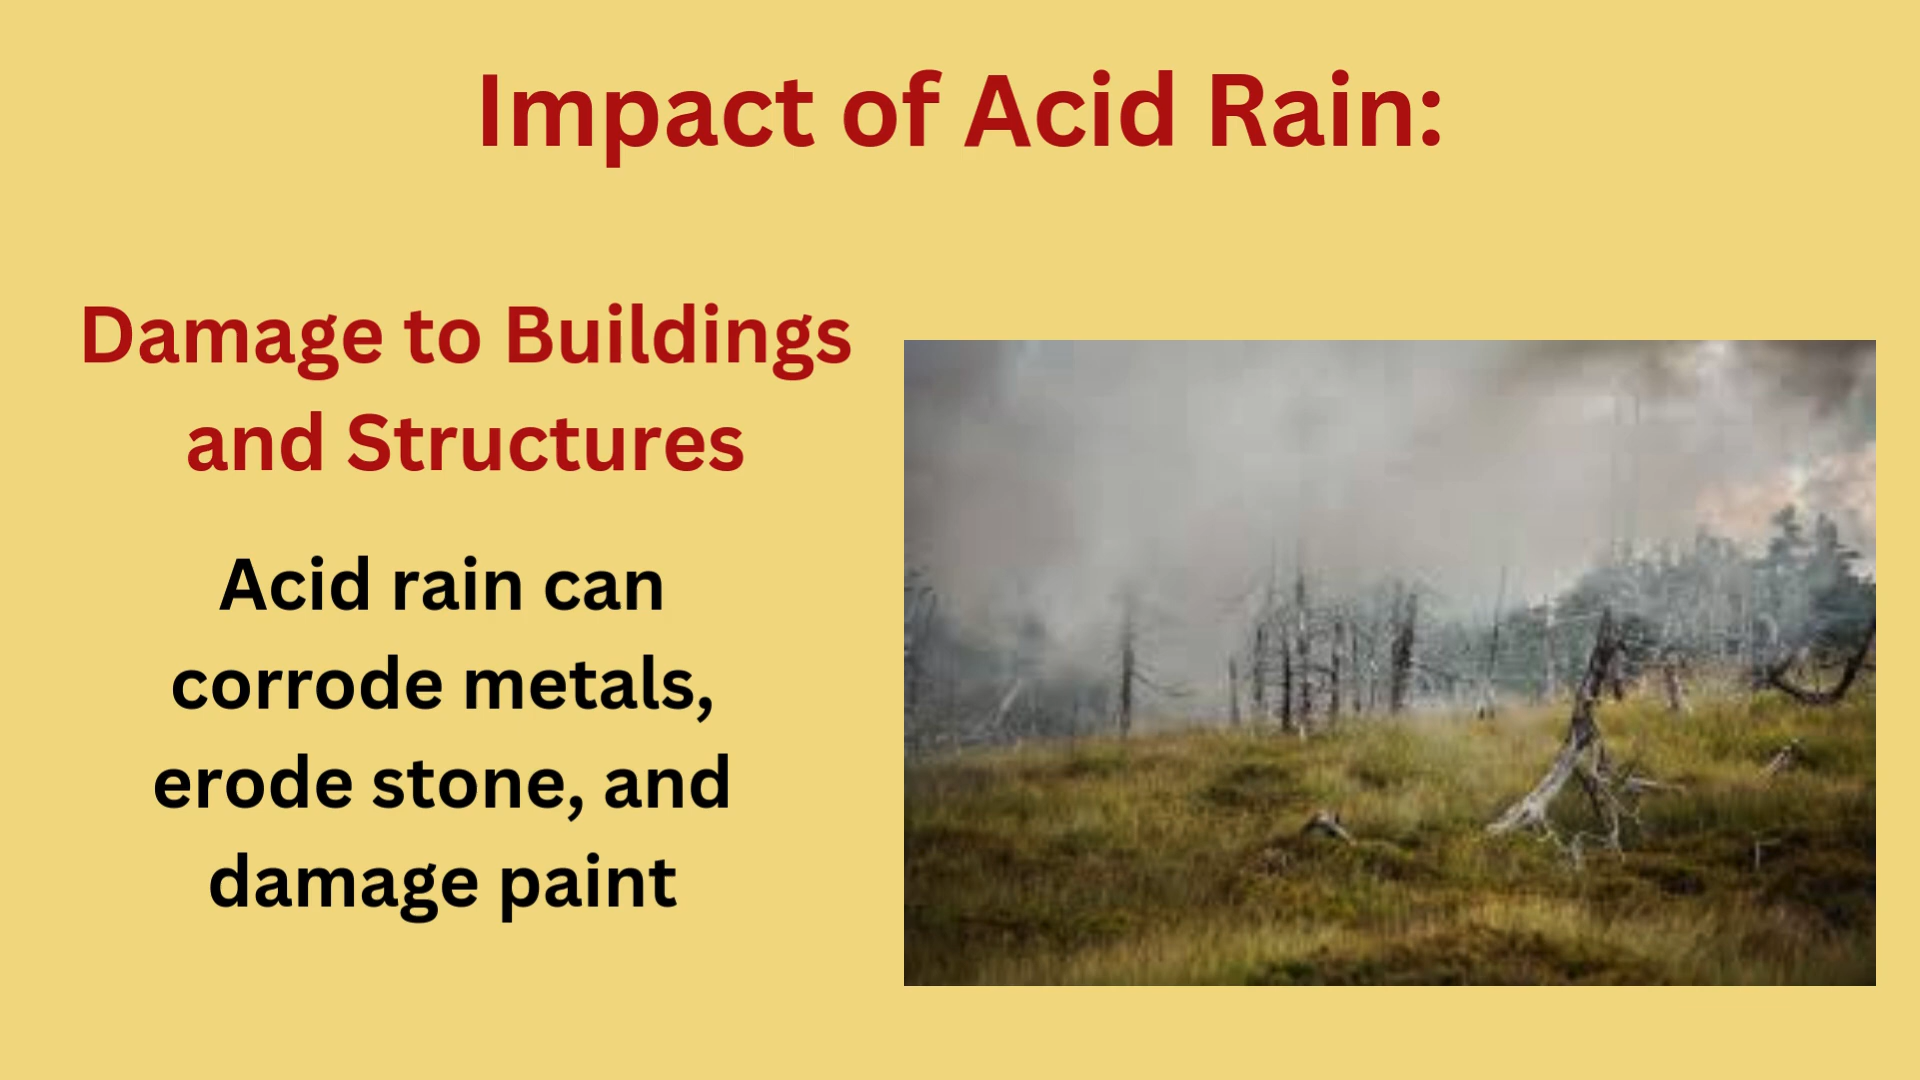 Impact of Acid Rain:
Damage to Buildings
and Structures
Acid rain can
corrode metals,
erode stone, and
damage paint